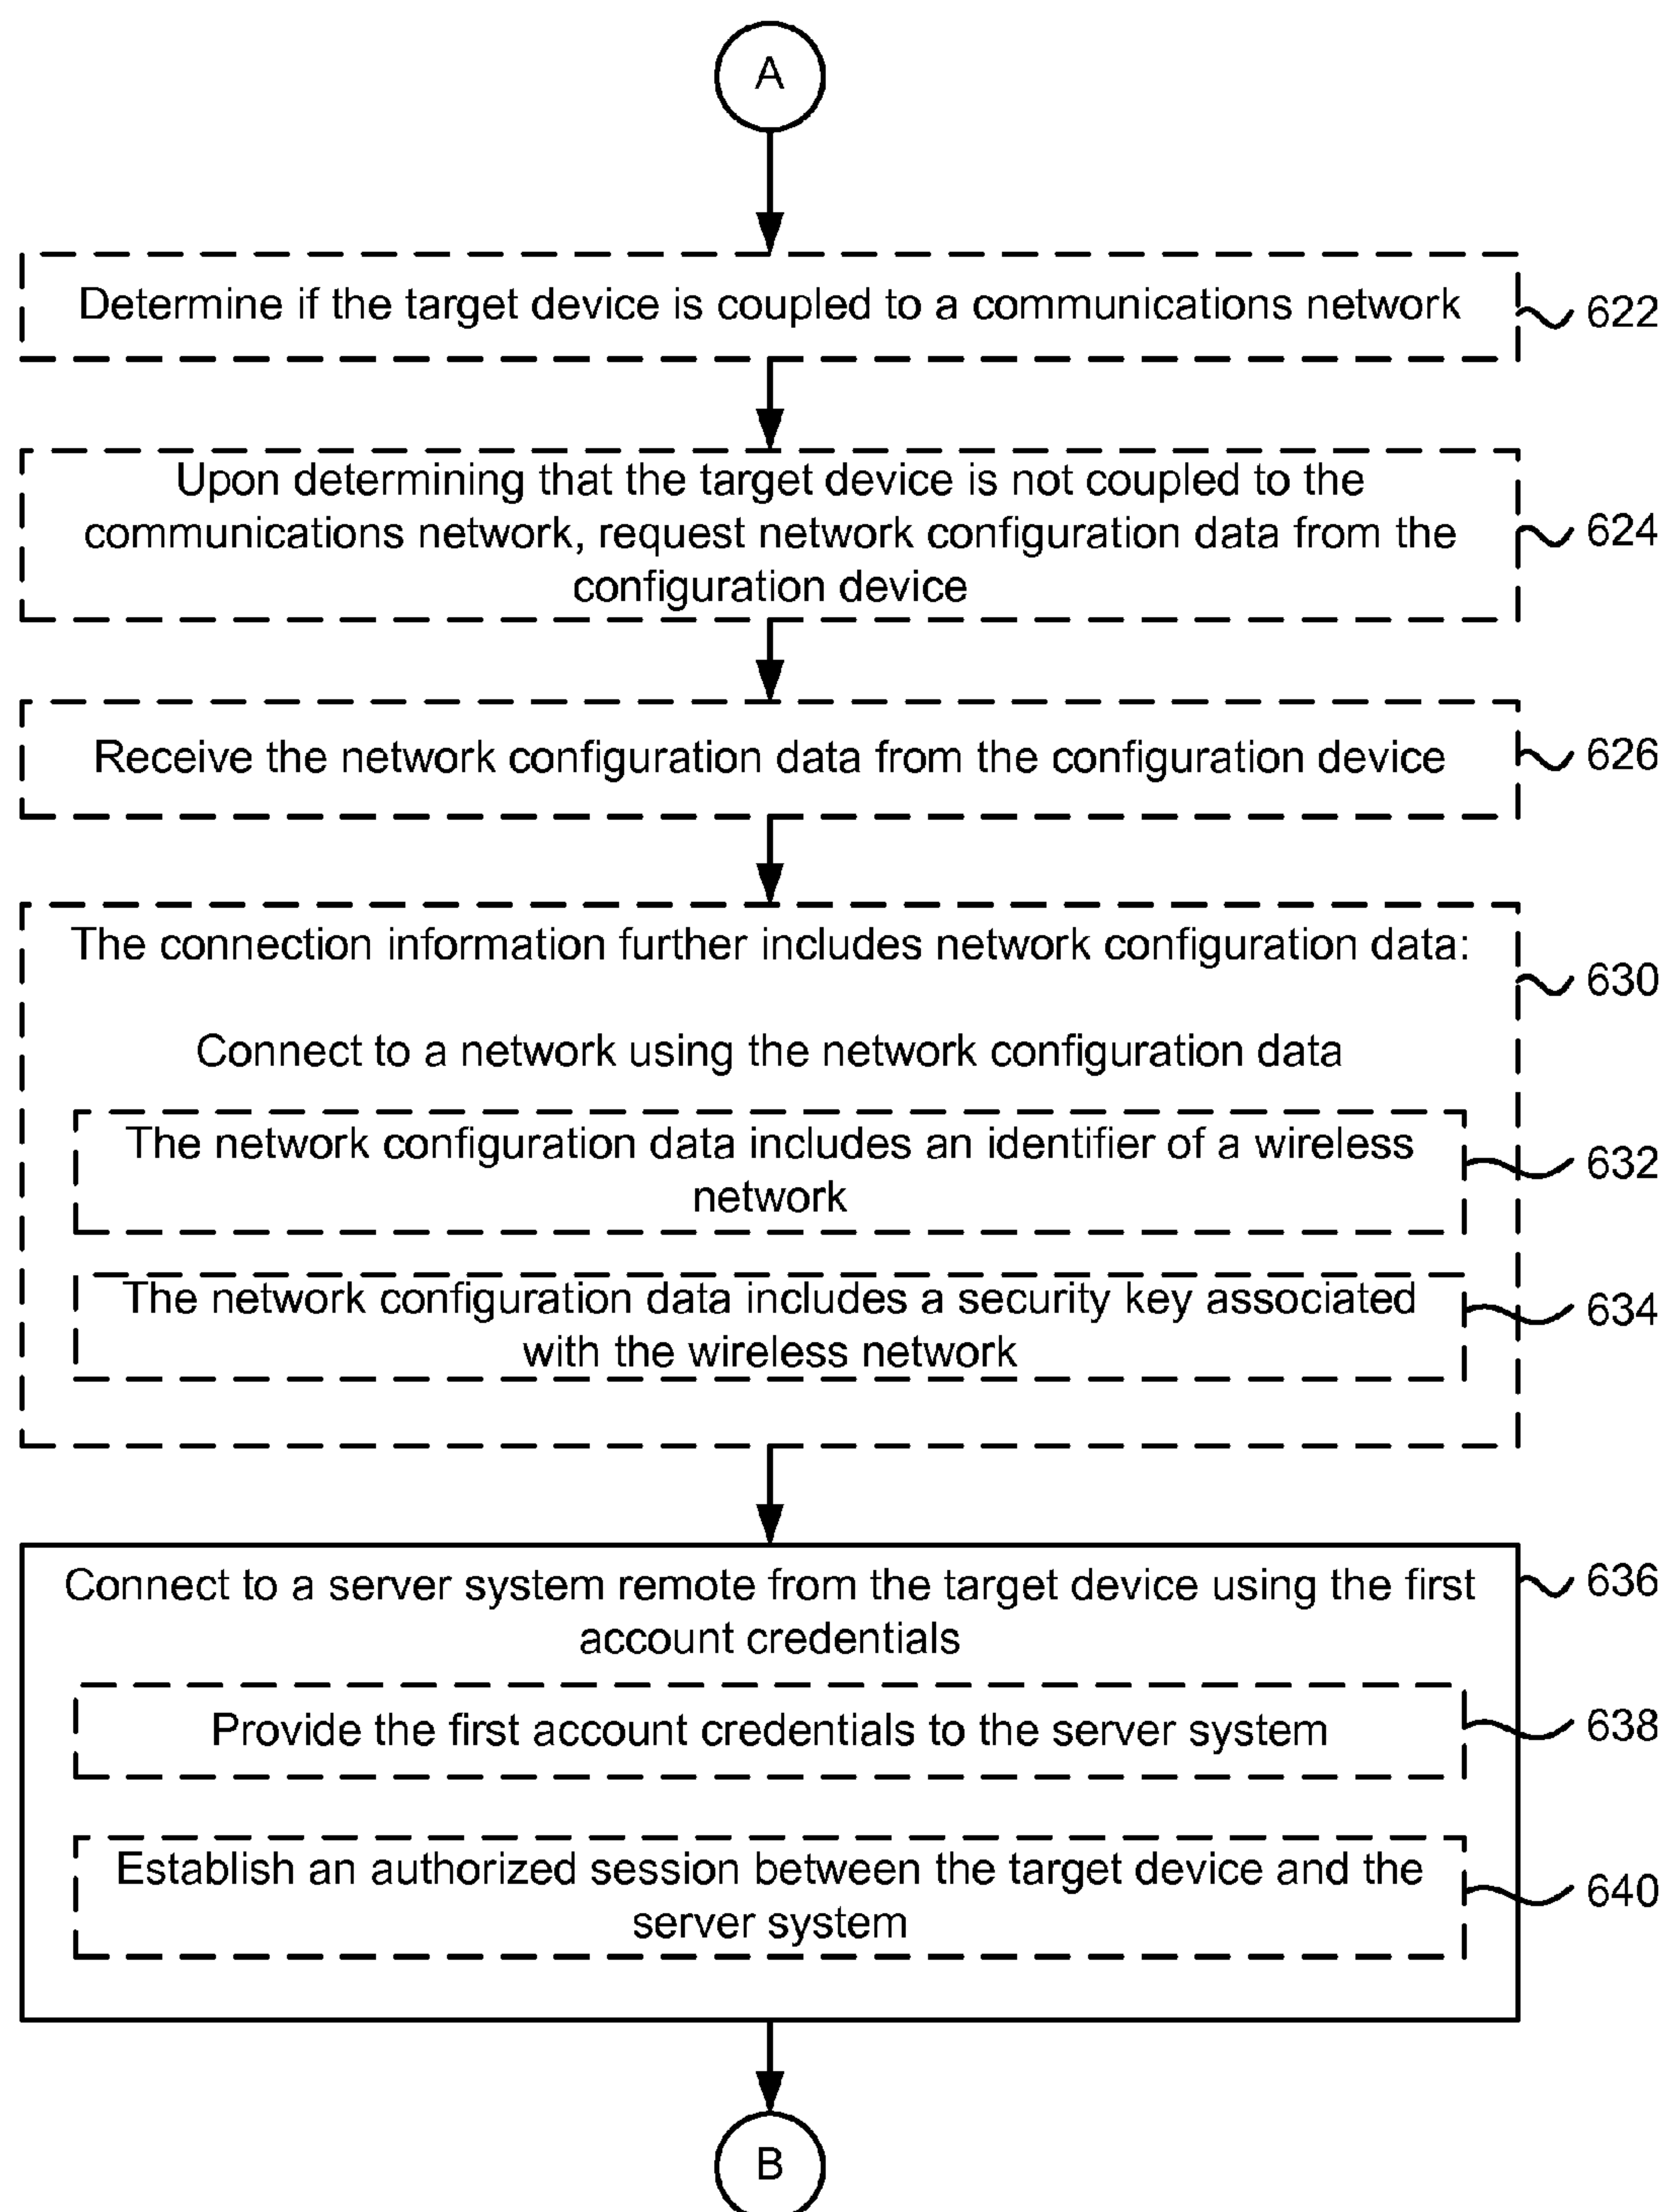 A
Determine if the target device is coupled to a communications network
622
Upon determining that the target device is not coupled to the
communications network, request network configuration data from the
configuration device
624
Receive the network configuration data from the configuration device
626
The connection information further includes network configuration data:
630
Connect to a network using the network configuration data
The network configuration data includes an identifier of a wireless
network
632
The network configuration data includes a security key associated
with the wireless network
634
Connect to a server system remote from the target device using the first
account credentials
636
Provide the first account credentials to the server system
638
Establish an authorized session between the target device and the
server system
640
B